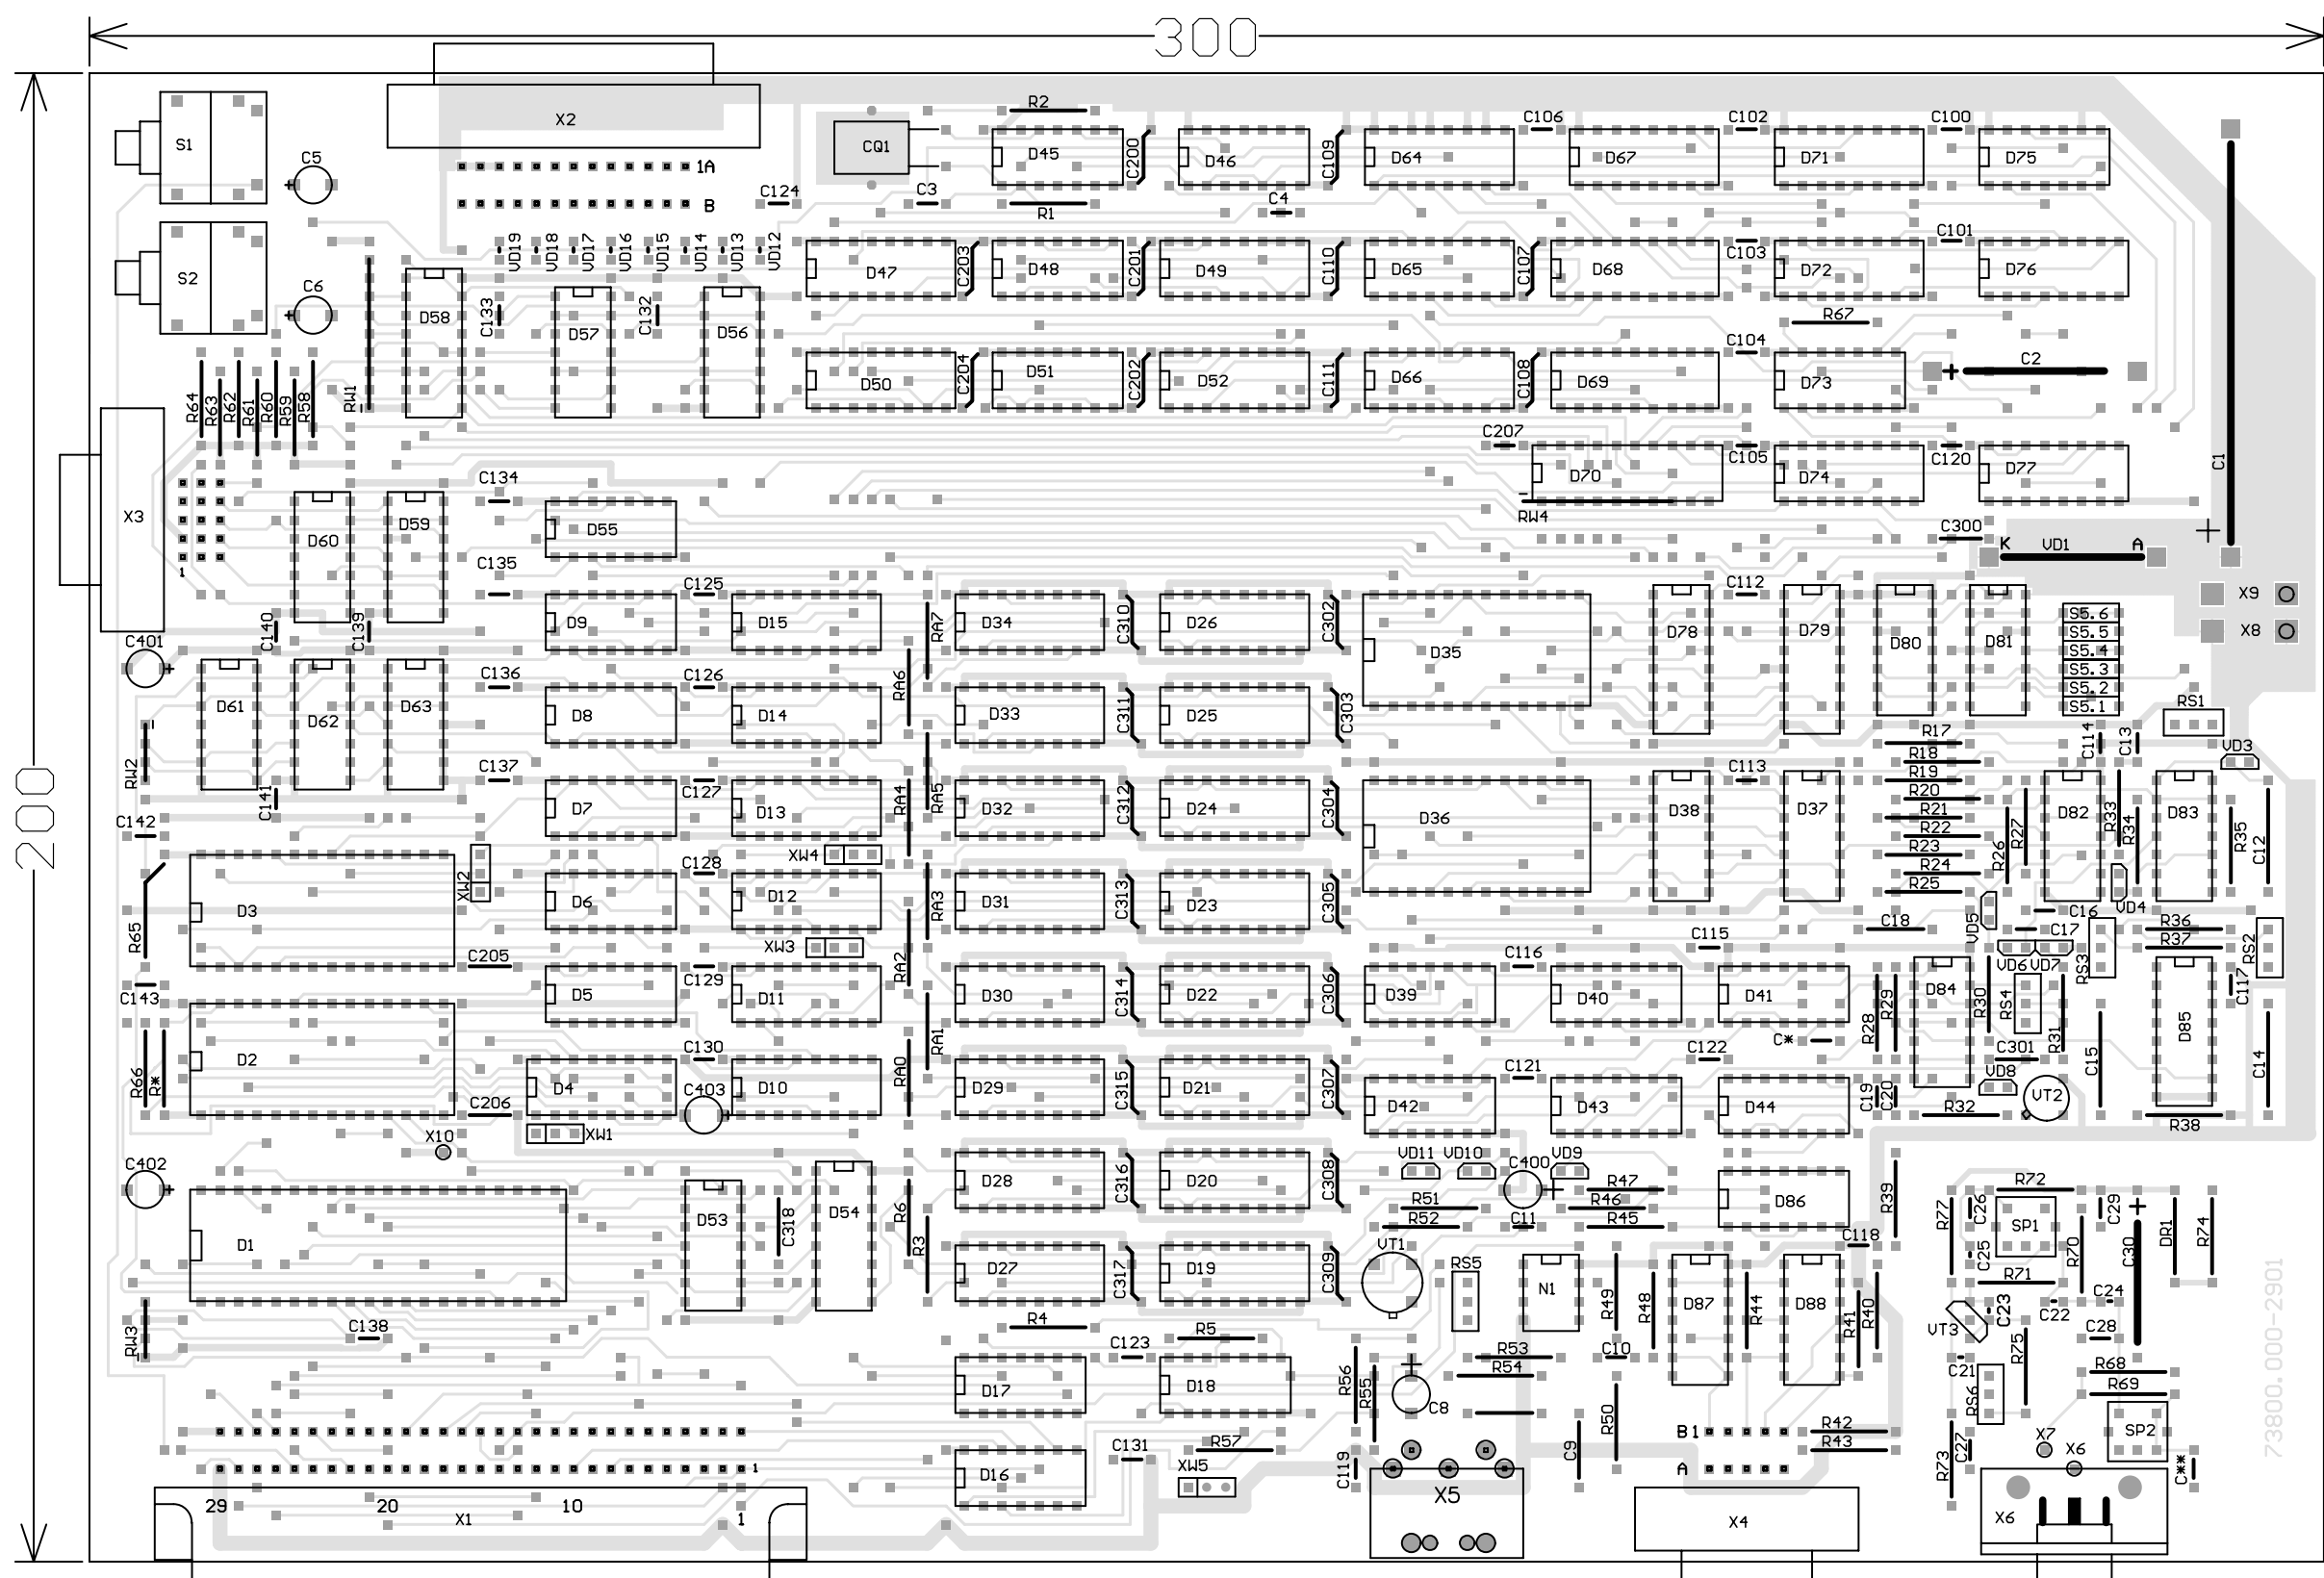 300
200
S1
C5
X2
1A
B
CQ1
R2
D45
C200
D46
C109
D64
C106
D67
C102
D71
C100
D75
C124
C3
R1
C4
S2
C6
VD19
VD18
VD17
VD16
VD15
VD14
VD13
VD12
D47
C203
D48
C201
D49
C110
D65
C107
D68
C103
D72
C101
D76
D58
C133
D57
C132
D56
R67
R64
R63
R62
R61
R60
R59
R58
RW1
D50
C204
D51
C202
D52
C111
D66
C108
D69
C104
D73
+
C2
C207
D70
C105
D74
C120
D77
C1
RW4
X3
1
D60
D59
C134
D55
C135
C300
K
VD1
A
+
X9
X8
C140
C139
C401
D9
C125
D15
RA7
D34
C310
D26
C302
D35
D78
C112
D79
D80
D81
S5.6
S5.5
S5.4
S5.3
S5.2
S5.1
RS1
D61
D62
D63
C136
D8
C126
D14
RA6
D33
C311
D25
C303
R17
R18
R19
R20
R21
R22
R23
R24
R25
C114
C13
VD3
RW2
C141
C142
C137
D7
C127
D13
RA4
RA5
D32
C312
D24
C304
D36
D38
C113
D37
R26
R27
D82
R33
R34
D83
R35
C12
XW4
XW2
D3
R65
D6
C128
D12
RA3
D31
C313
D23
C305
XW3
C18
VD5
C16
C17
VD4
R36
R37
RS2
C205
C143
D5
C129
D11
RA2
D30
C314
D22
C306
D39
C116
D40
C115
D41
C*
R28
R29
D84
R30
VD6
VD7
RS4
R31
RS3
D85
C117
D2
R66
R*
D4
C130
C403
D10
RA0
RA1
D29
C315
D21
C307
D42
C121
D43
C122
D44
C19
C20
C301
VD8
VT2
R32
C15
C14
R38
C206
X10
XW1
C402
D1
D53
C318
D54
R6
R3
D28
C316
D20
C308
VD11
VD10
C400
VD9
R47
R46
R45
R51
R52
C11
D86
R39
C118
R77
C26
R72
SP1
C25
R71
R70
C29
+
C30
DR1
R74
VT1
RS5
D27
C317
D19
C309
N1
R49
R48
D87
R44
D88
R41
R40
VT3
C23
C22
C24
C28
RW3
C138
R4
C123
R5
D17
D18
R56
R55
C8
R53
R54
C10
R50
C21
RS6
R75
R68
R69
SP2
73800.000-2901
D16
C131
R57
XW5
C119
C9
B1
A
R42
R43
R73
C27
X7
X6
C**
29
20
10
1
1
X1
X5
X4
X6